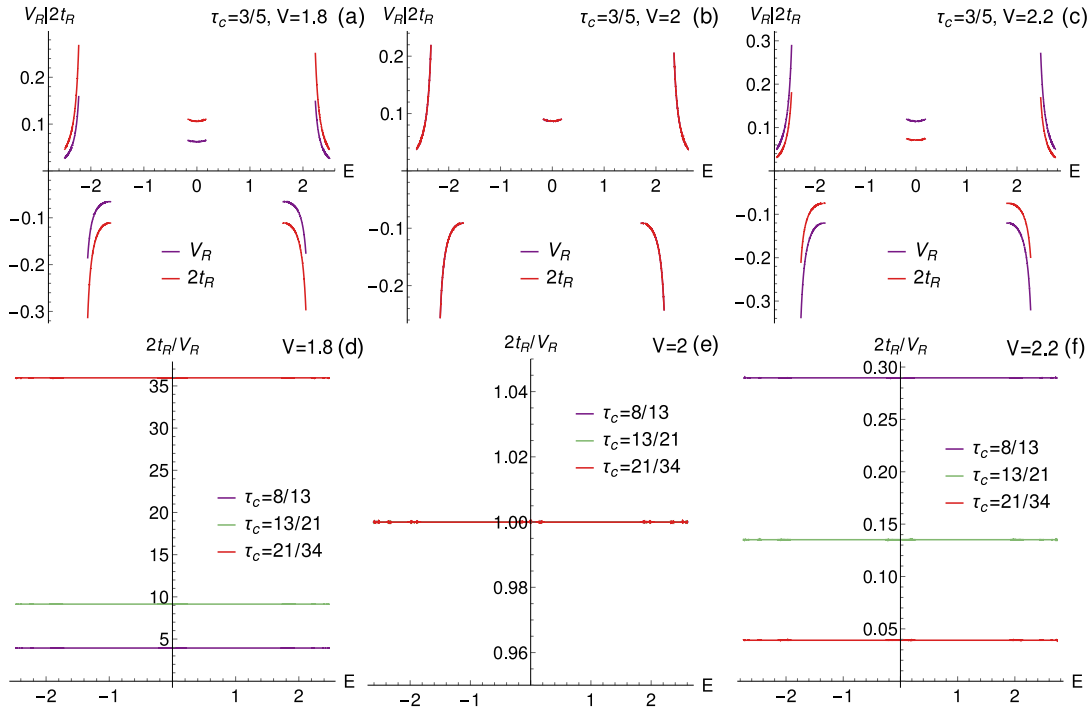 V_R|2t_R
τ_c=3/5, V=1.8 (a)
0.2
0.1
−2 −1 0 1 2 E
−0.1
−0.2
−0.3
V_R
2t_R
V_R|2t_R
τ_c=3/5, V=2 (b)
0.2
0.1
−2 −1 0 1 2 E
−0.1
−0.2
V_R
2t_R
V_R|2t_R
τ_c=3/5, V=2.2 (c)
0.3
0.2
0.1
−2 −1 0 1 2 E
−0.1
−0.2
−0.3
V_R
2t_R
2t_R/V_R
V=1.8 (d)
35
30
25
20
15
10
5
τ_c=8/13
τ_c=13/21
τ_c=21/34
−2 −1 1 2 E
2t_R/V_R
V=2 (e)
1.04
1.02
1.00
0.98
0.96
τ_c=8/13
τ_c=13/21
τ_c=21/34
−2 −1 1 2 E
2t_R/V_R
V=2.2 (f)
0.30
0.25
0.20
0.15
0.10
0.05
τ_c=8/13
τ_c=13/21
τ_c=21/34
−2 −1 1 2 E